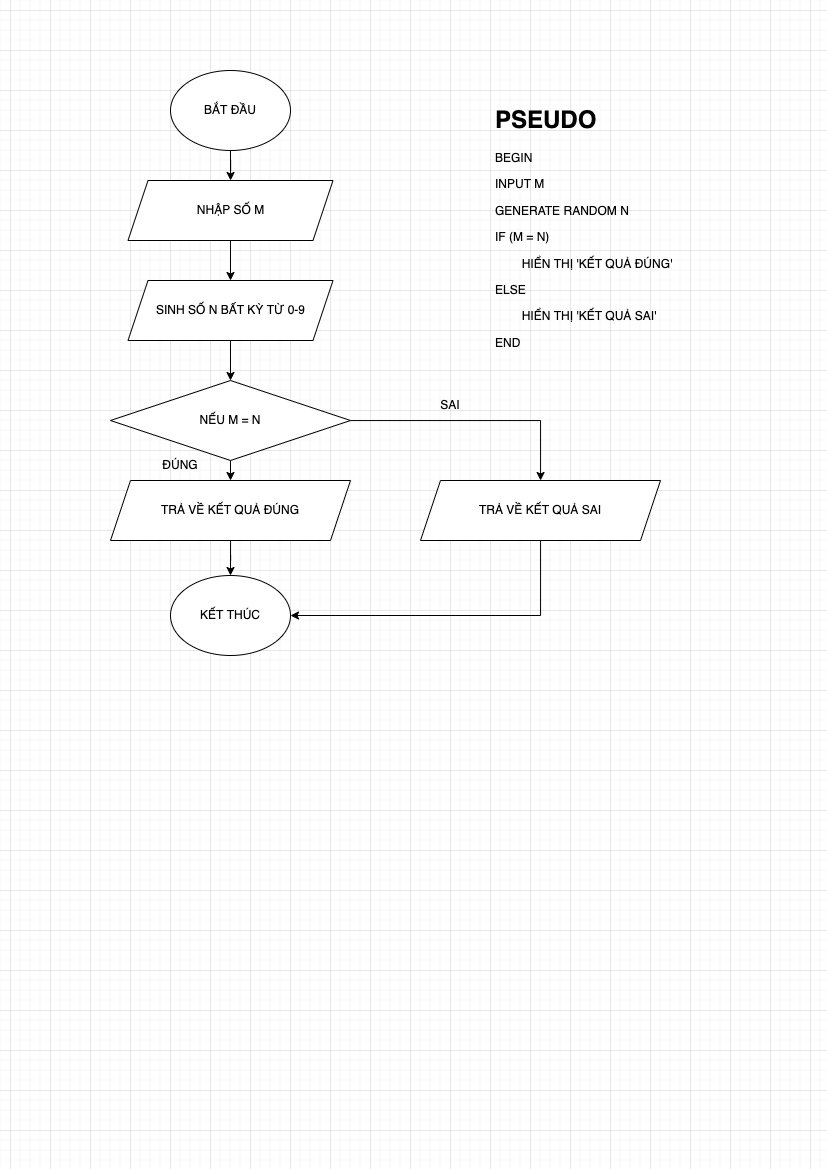 BẮT ĐẦU
NHẬP SỐ M
SINH SỐ N BẤT KỲ TỪ 0-9
NẾU M = N
SAI
ĐÚNG
TRẢ VỀ KẾT QUẢ ĐÚNG
TRẢ VỀ KẾT QUẢ SAI
KẾT THÚC
PSEUDO
BEGIN
INPUT M
GENERATE RANDOM N
IF (M = N)
HIỂN THỊ 'KẾT QUẢ ĐÚNG'
ELSE
HIỂN THỊ 'KẾT QUẢ SAI'
END